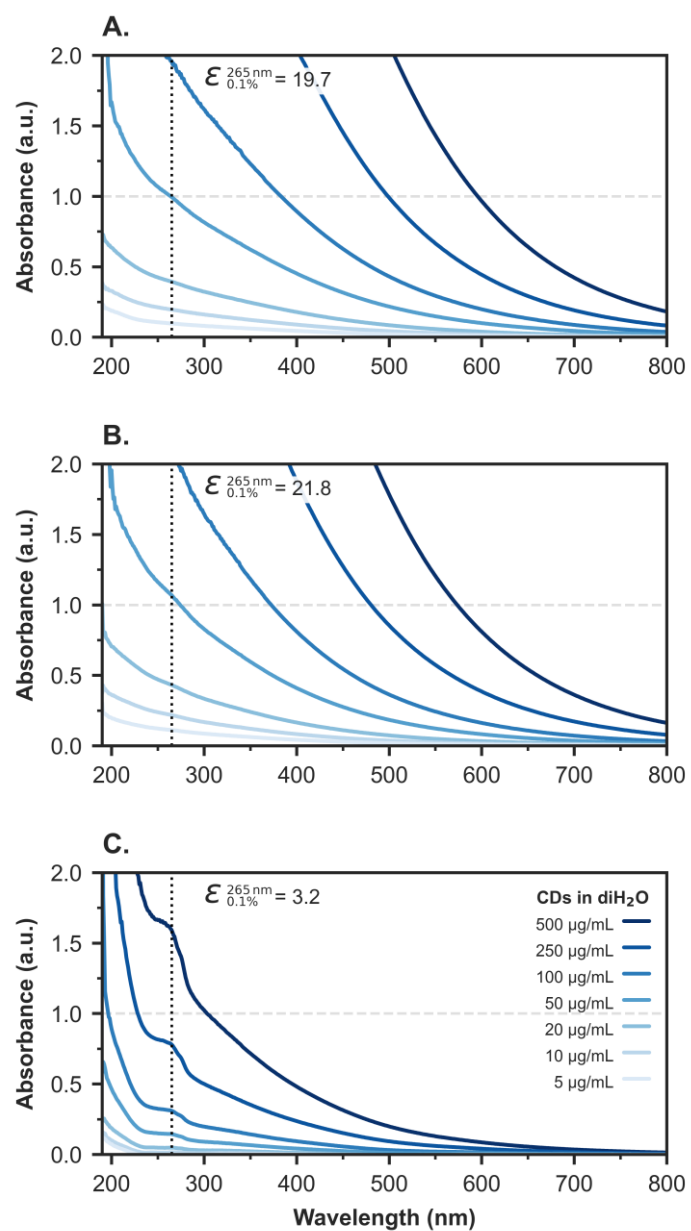 A.
2.0
1.5
1.0
0.5
0.0
Absorbance (a.u.)
ε 265 nm 0.1% = 19.7
200 300 400 500 600 700 800
B.
2.0
1.5
1.0
0.5
0.0
Absorbance (a.u.)
ε 265 nm 0.1% = 21.8
200 300 400 500 600 700 800
C.
2.0
1.5
1.0
0.5
0.0
Absorbance (a.u.)
ε 265 nm 0.1% = 3.2
CDs in diH₂O
500 µg/mL
250 µg/mL
100 µg/mL
50 µg/mL
20 µg/mL
10 µg/mL
5 µg/mL
200 300 400 500 600 700 800
Wavelength (nm)